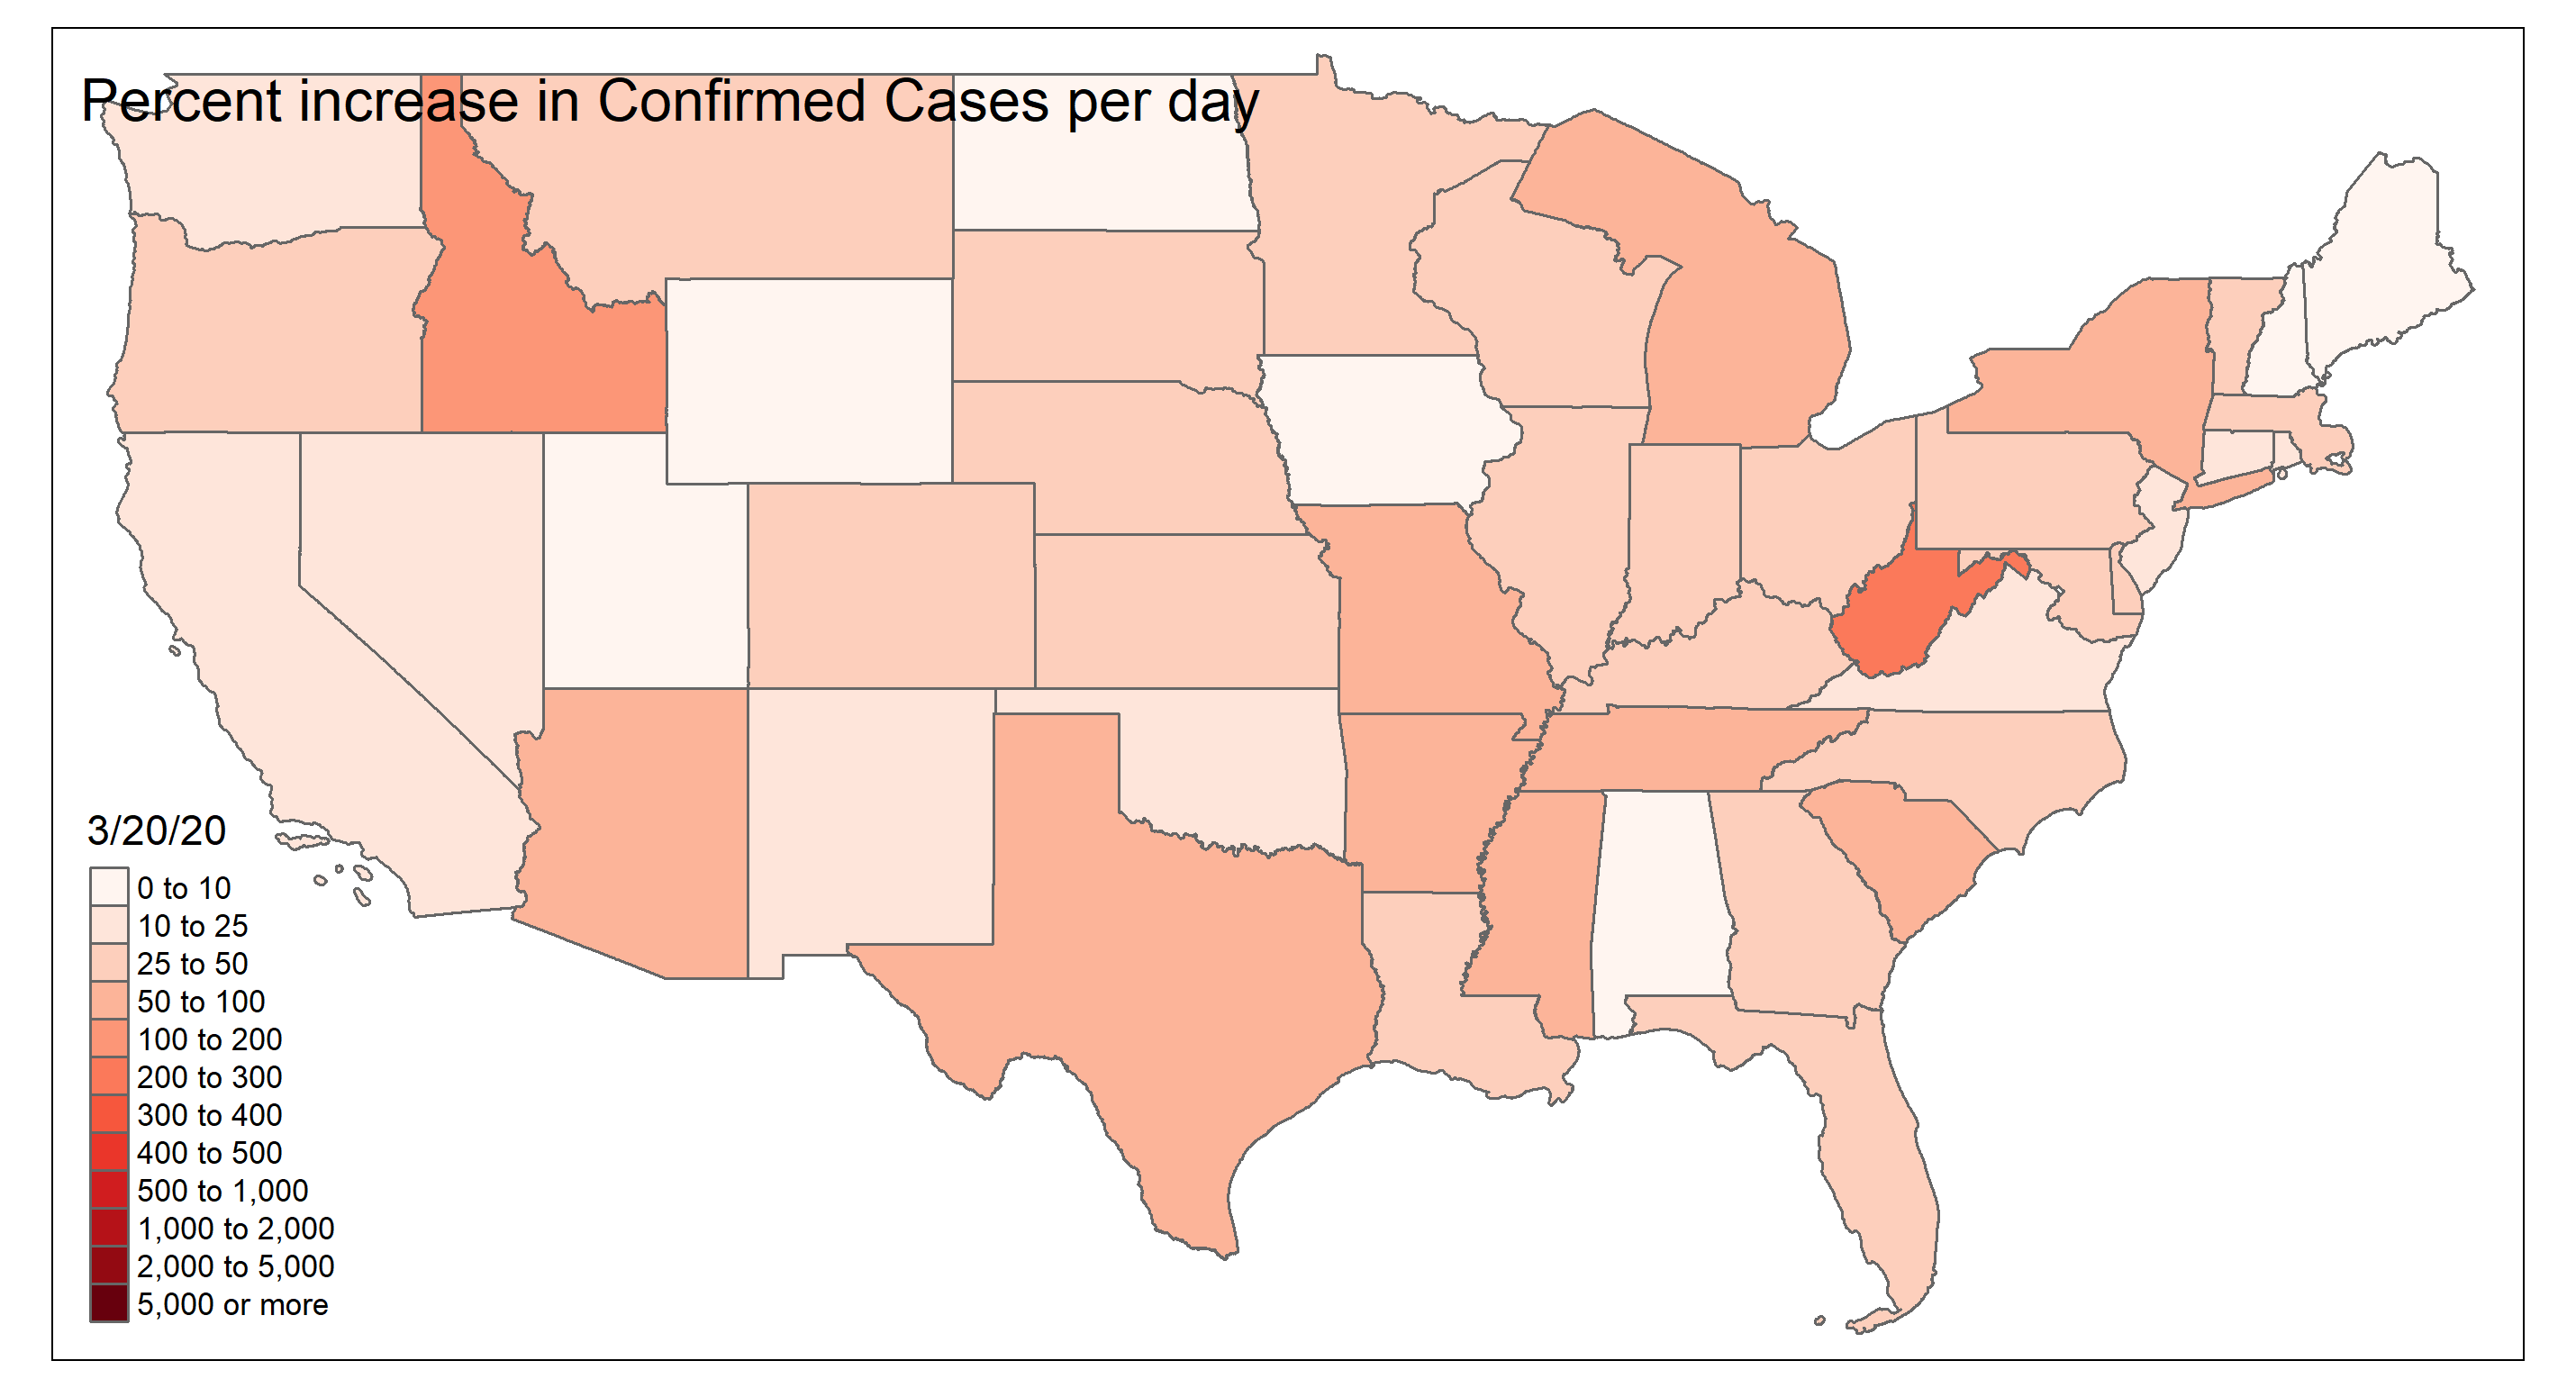 Percent increase in Confirmed Cases per day
3/20/20
0 to 10
10 to 25
25 to 50
50 to 100
100 to 200
200 to 300
300 to 400
400 to 500
500 to 1,000
1,000 to 2,000
2,000 to 5,000
5,000 or more